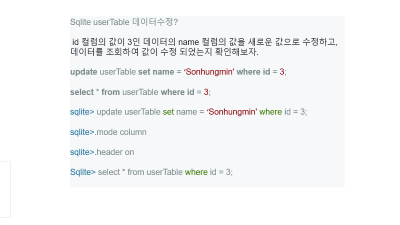 Sqlite userTable 데이터수정?
id 컬럼의 값이 3인 데이터의 name 컬럼의 값을 새로운 값으로 수정하고,
데이터를 조회하여 값이 수정 되었는지 확인해보자.
update userTable set name = ‘Sonhungmin’ where id = 3;
select * from userTable where id = 3;
sqlite> update userTable set name = ‘Sonhungmin’ where id = 3;
sqlite>.mode column
sqlite>.header on
Sqlite> select * from userTable where id = 3;